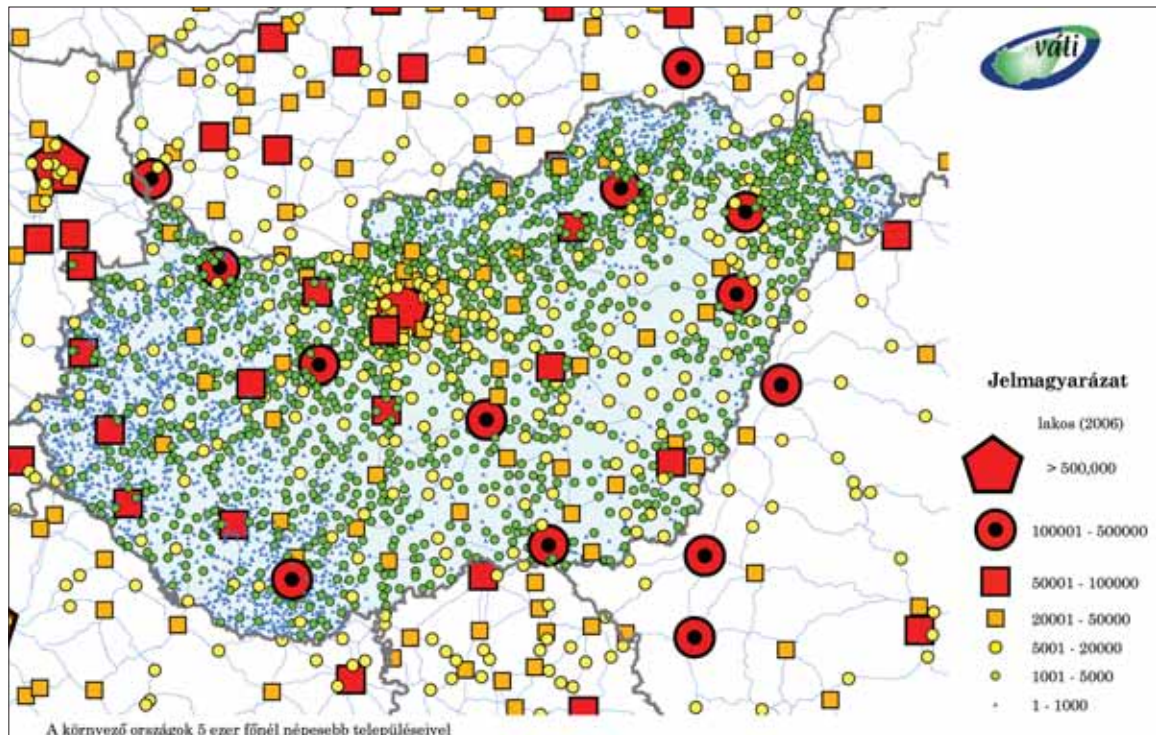 váti
Jelmagyarázat
lakos (2006)
> 500,000
100001 - 500000
50001 - 100000
20001 - 50000
5001 - 20000
1001 - 5000
1 - 1000
A környező országok 5 ezer főnél népesebb településeivel